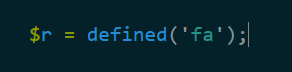 $r = defined('fa');